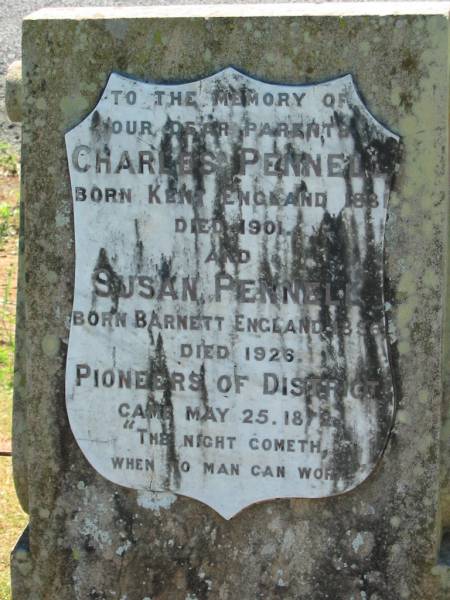 TO THE MEMORY OF
OUR DEAR PARENTS
CHARLES PENNELL
BORN KENT ENGLAND
DIED 1901.
AND
SUSAN PENNELL
BORN BARNETT ENGLAND
DIED 1926.
PIONEERS OF DISTRICT
CAME MAY 25. 1872.
"THE NIGHT COMETH,
WHEN NO MAN CAN WORK"